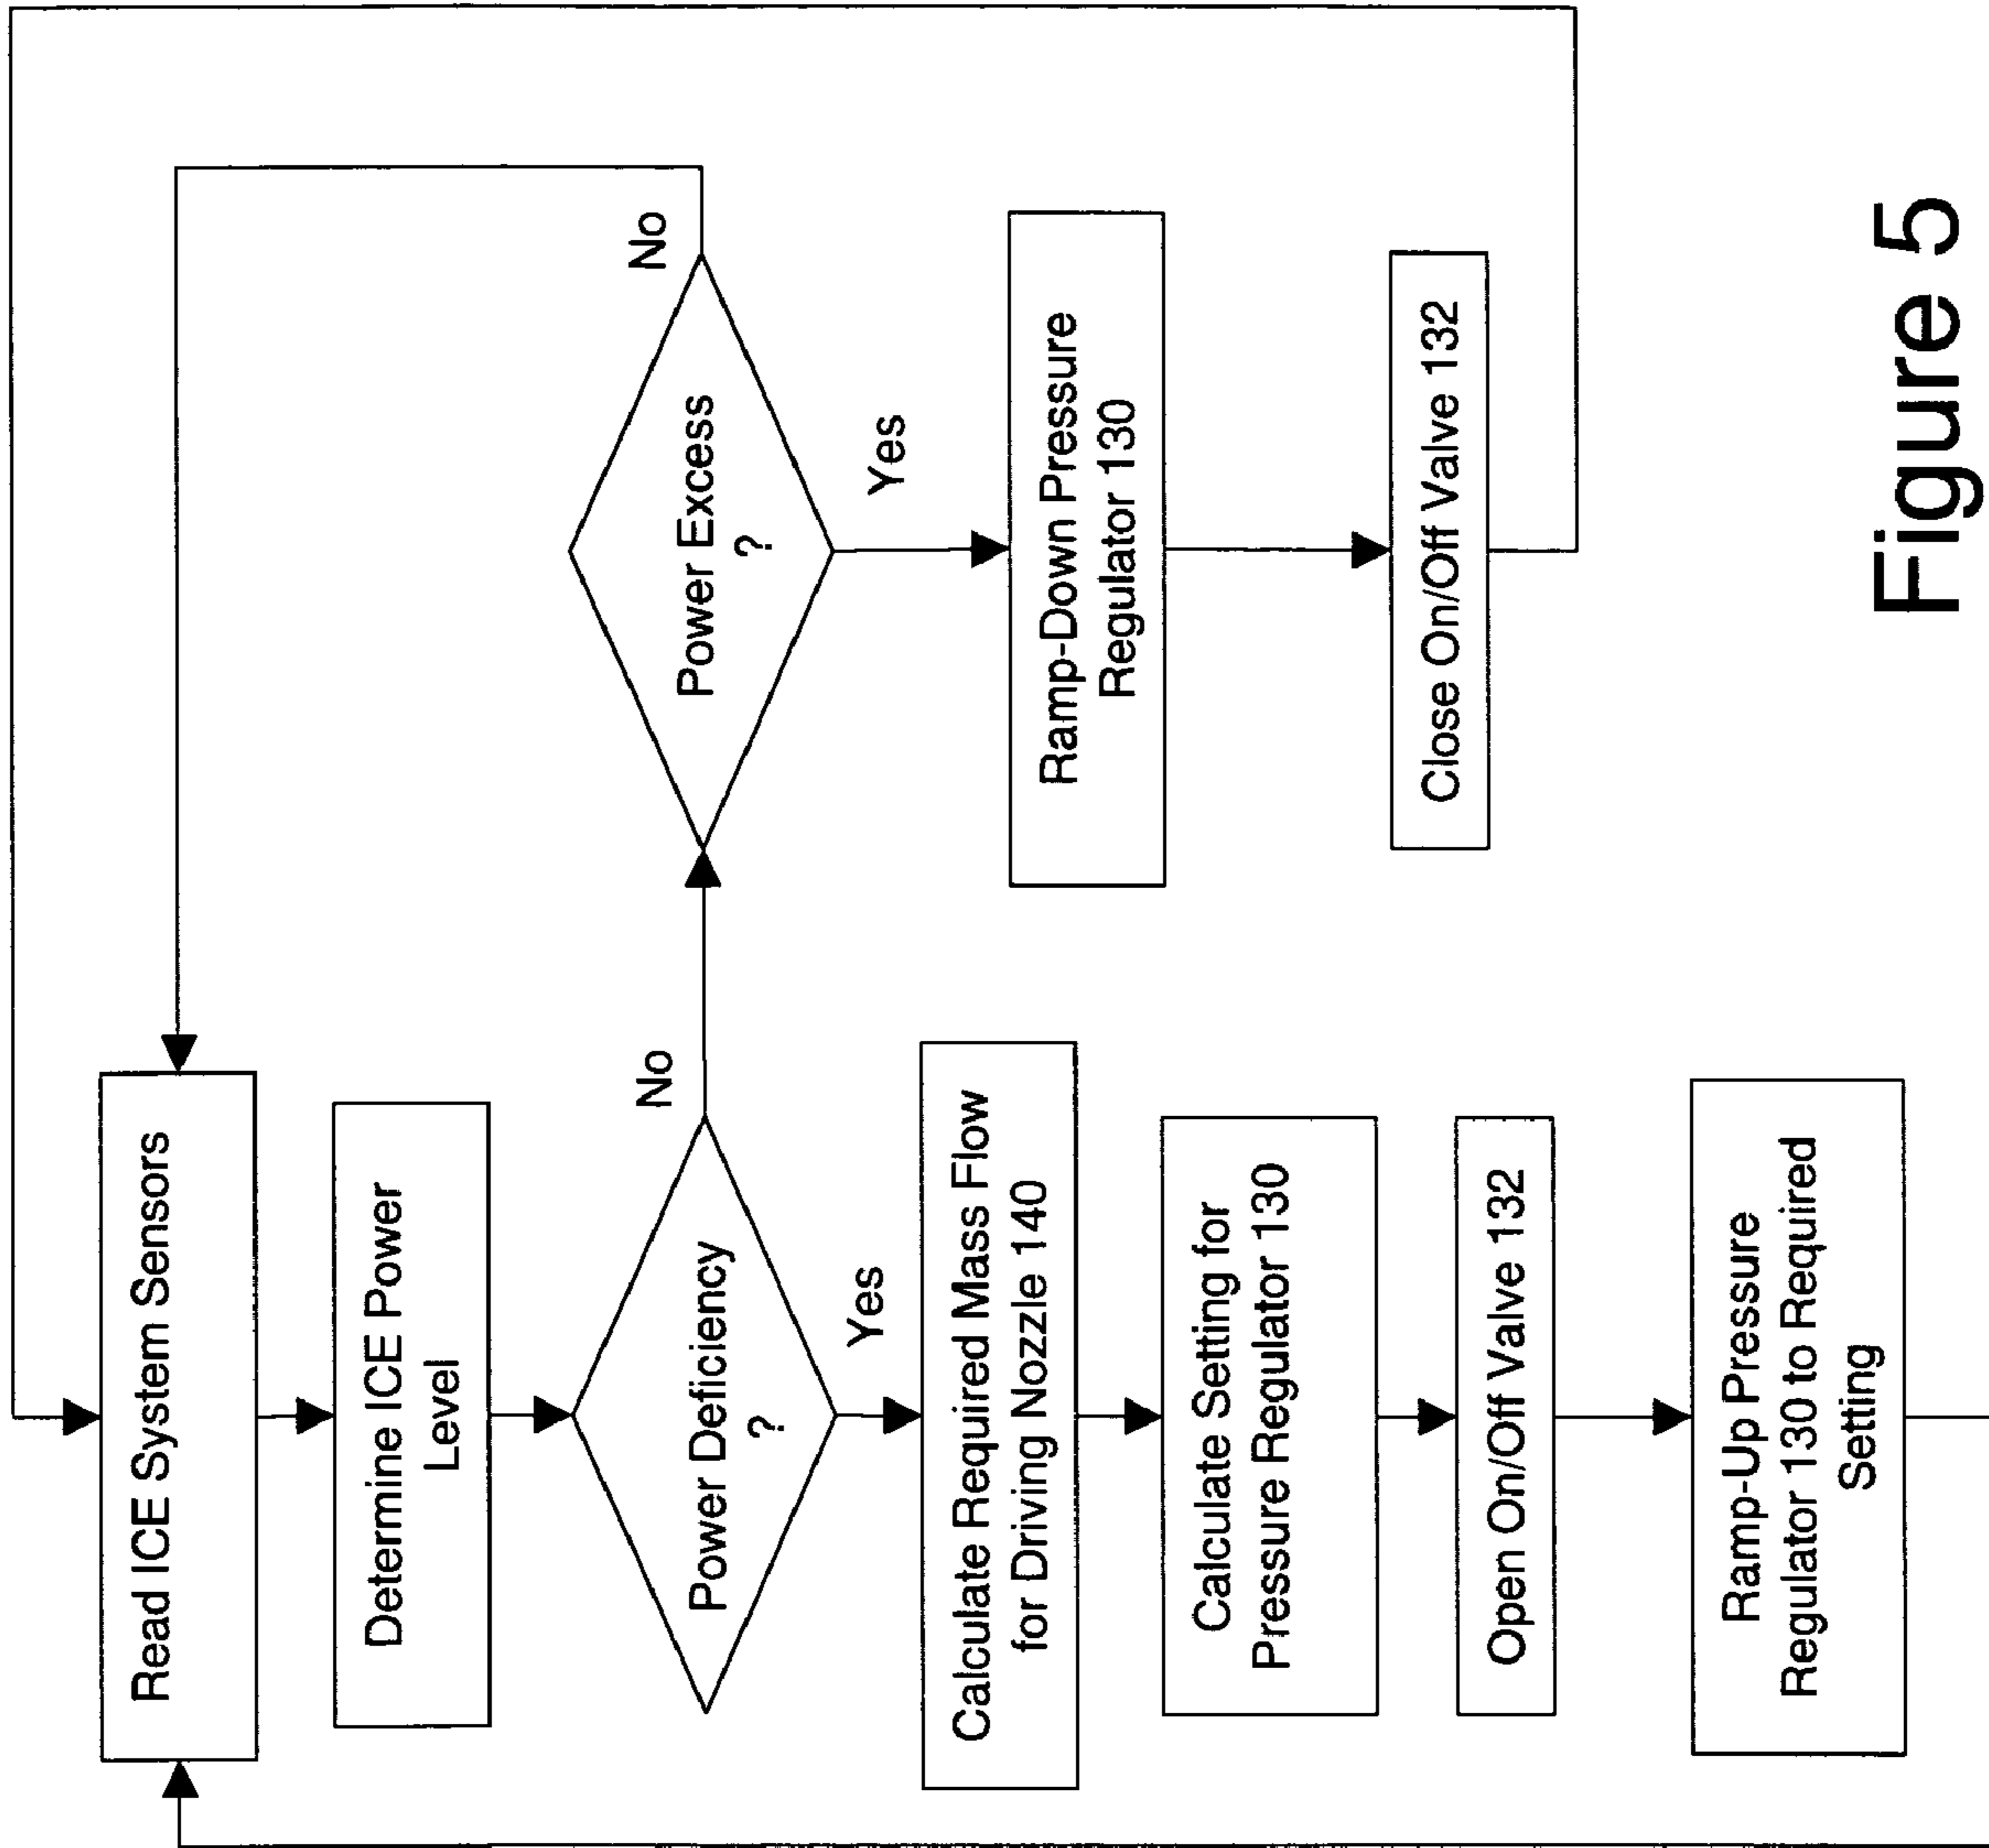 Read ICE System Sensors
Determine ICE Power
Level
Power Deficiency
?
No
Yes
Calculate Required Mass Flow
for Driving Nozzle 140
Calculate Setting for
Pressure Regulator 130
Open On/Off Valve 132
Ramp-Up Pressure
Regulator 130 to Required
Setting
Power Excess
?
No
Yes
Ramp-Down Pressure
Regulator 130
Close On/Off Valve 132
Figure 5